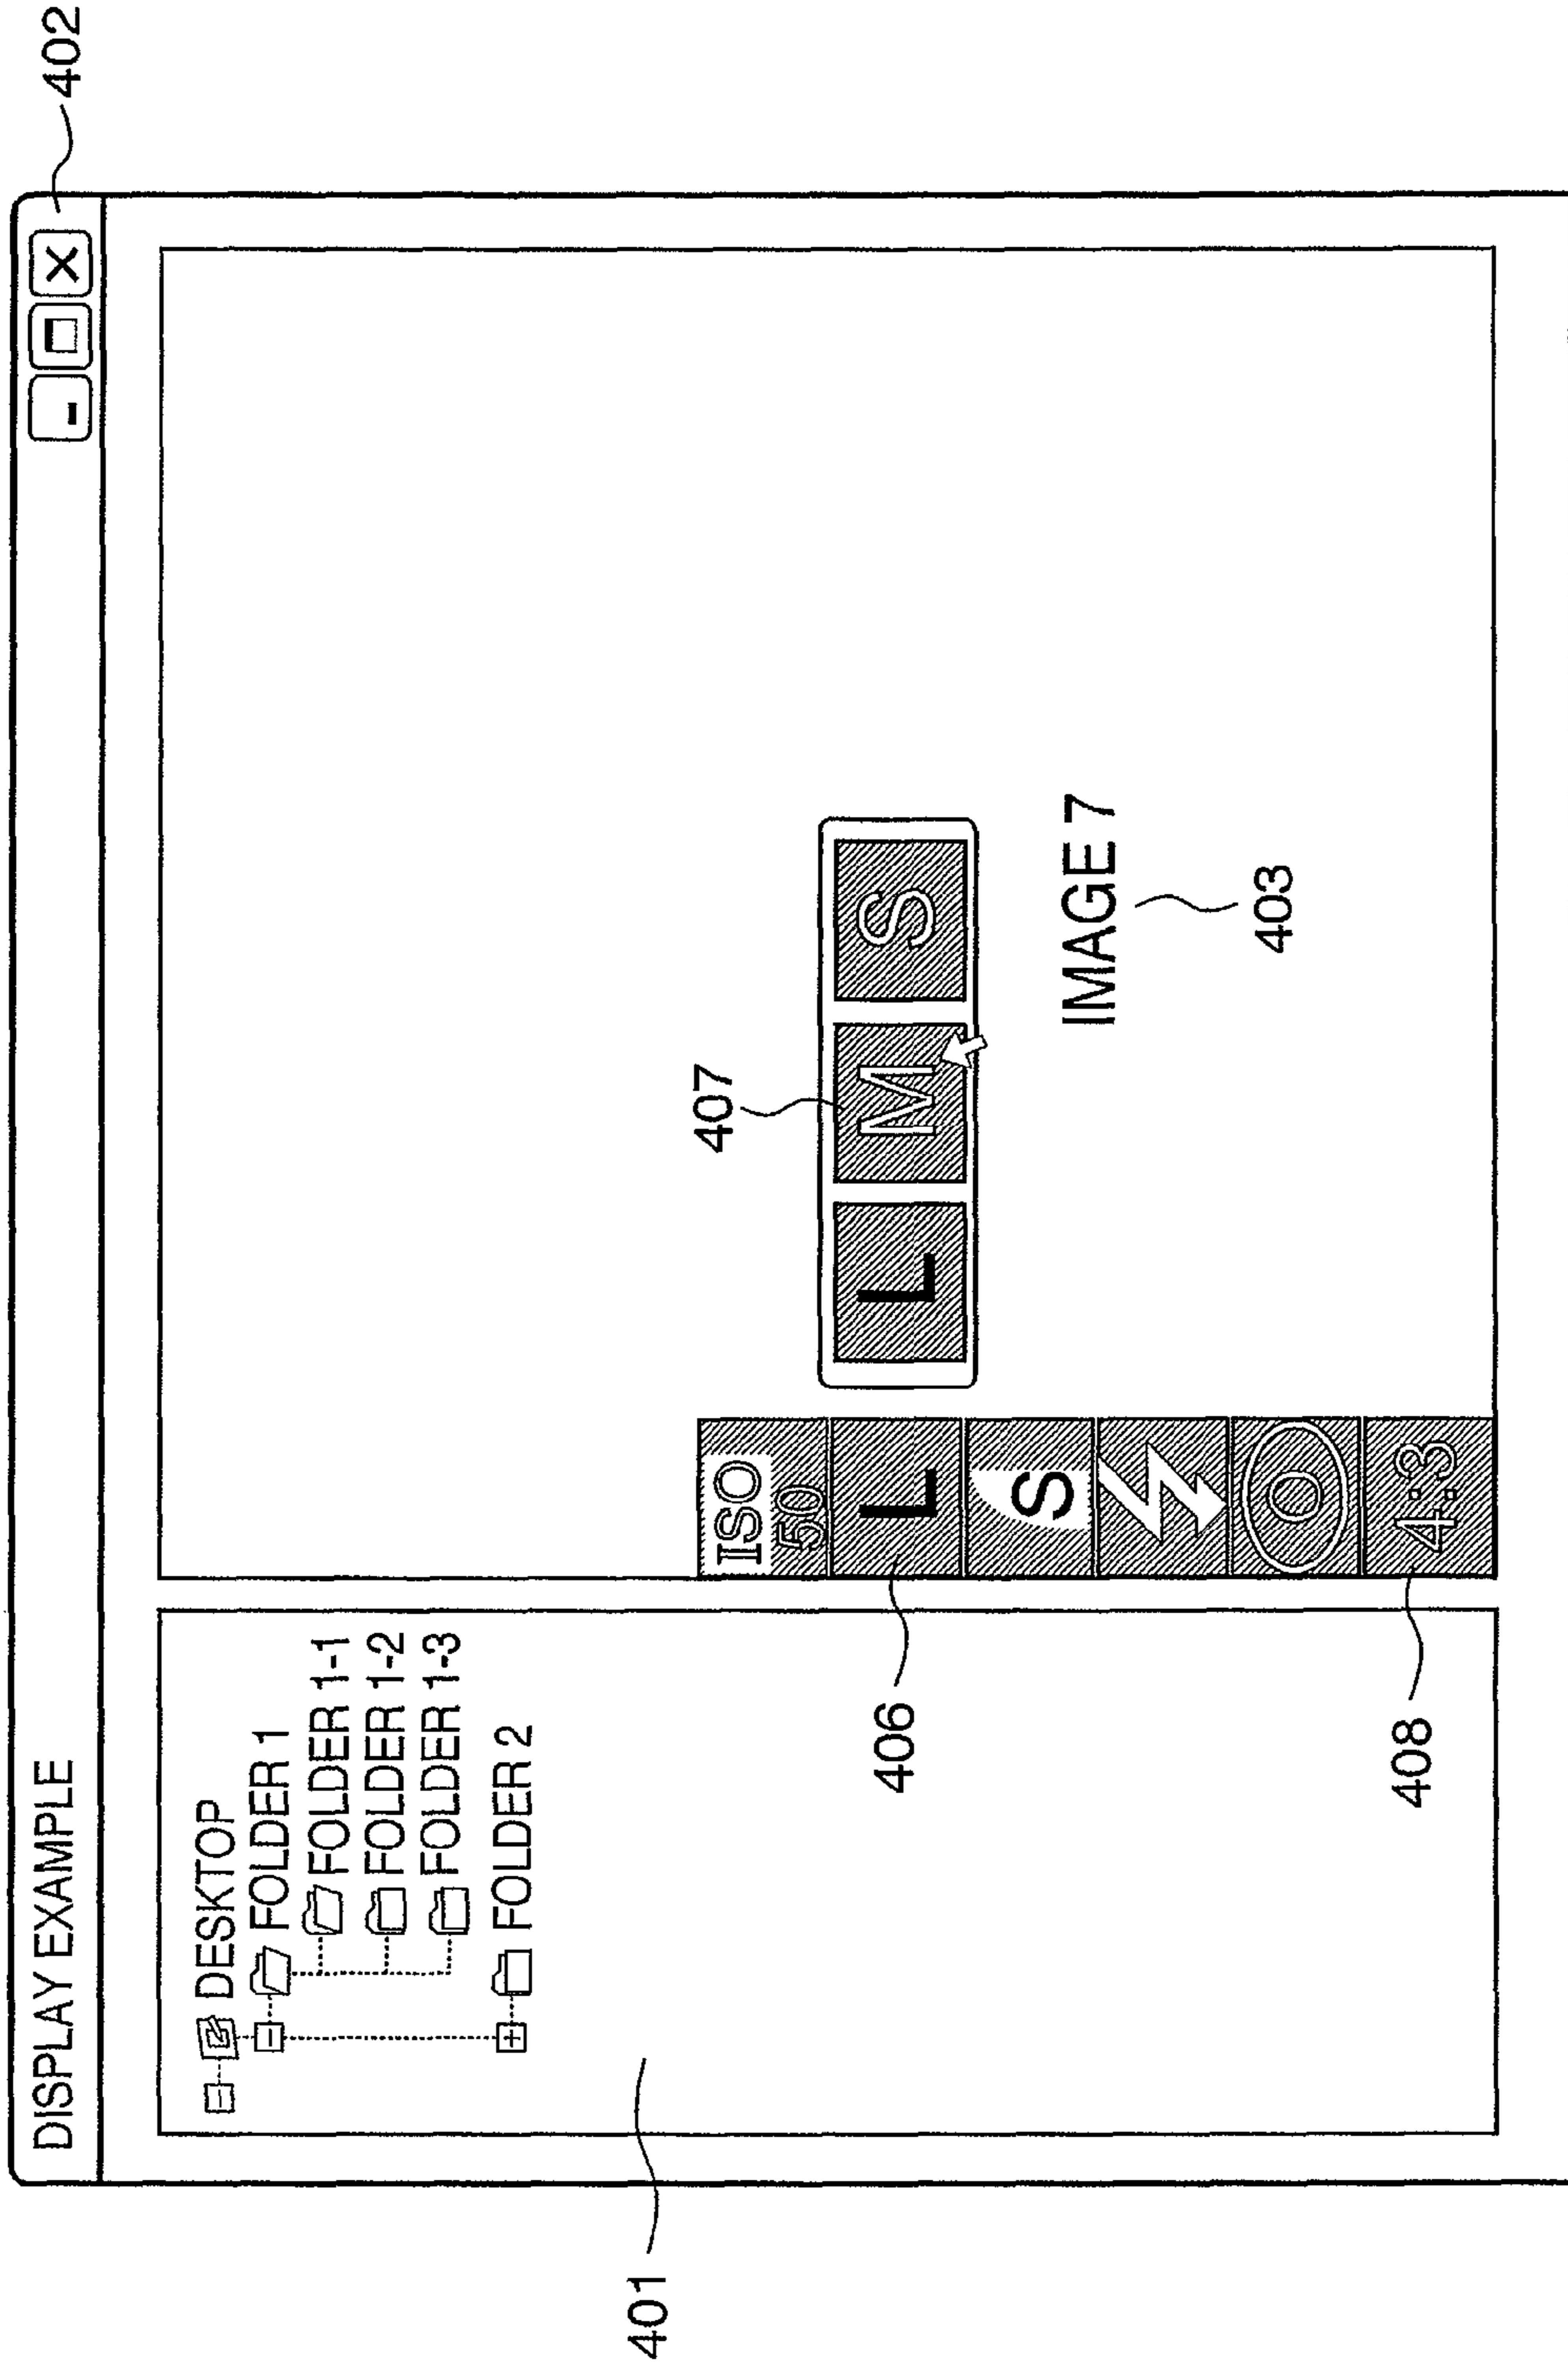 402
DISPLAY EXAMPLE
DESKTOP
FOLDER 1
FOLDER 1-1
FOLDER 1-2
FOLDER 1-3
FOLDER 2
401
406
408
ISO
50
L
S
O
4:3
407
L M S
IMAGE 7
403